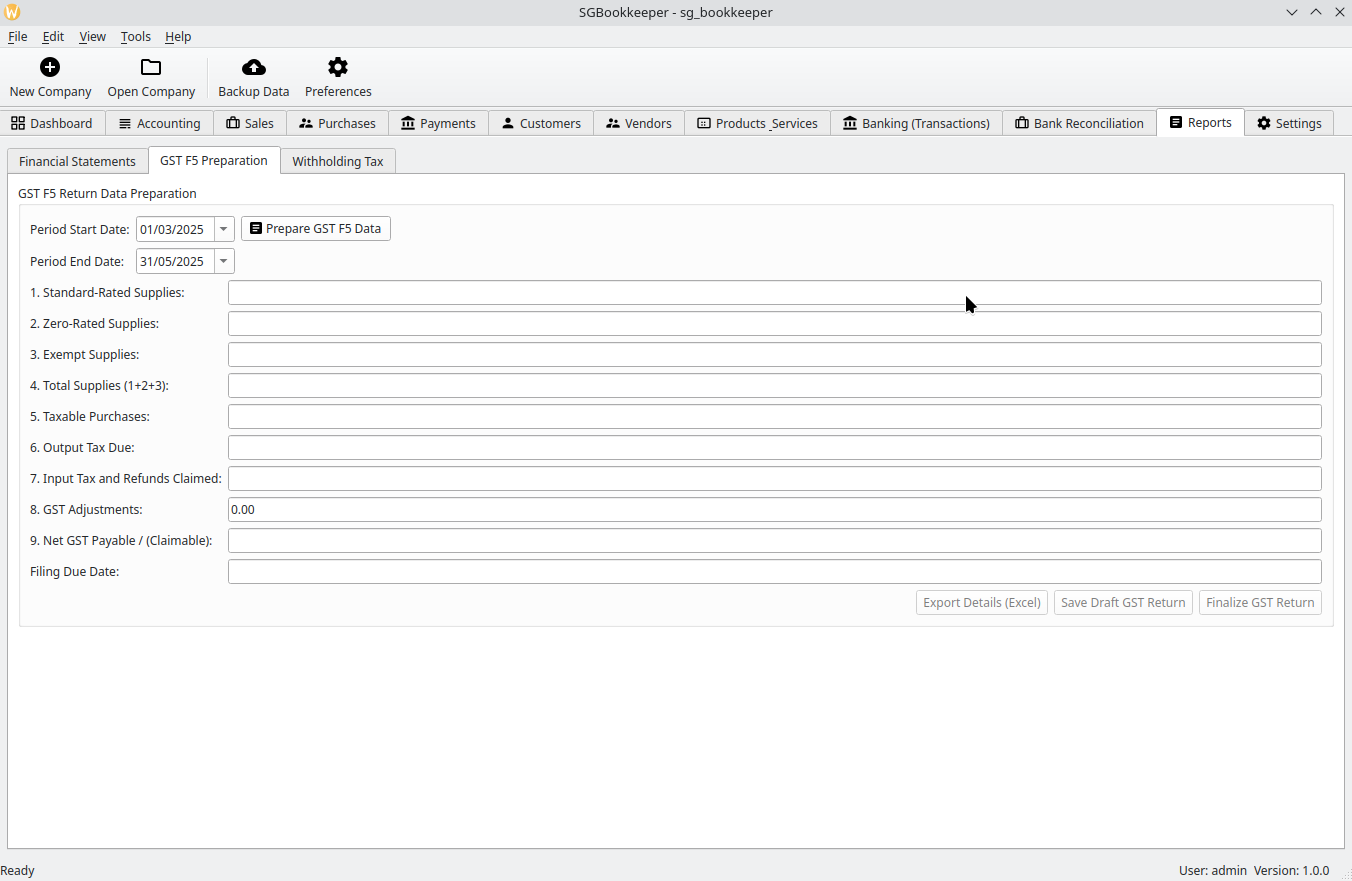 SGBookkeeper - sg_bookkeeper
File Edit View Tools Help
New Company Open Company Backup Data Preferences
Dashboard Accounting Sales Purchases Payments Customers Vendors Products _Services Banking (Transactions) Bank Reconciliation Reports Settings
Financial Statements GST F5 Preparation Withholding Tax
GST F5 Return Data Preparation
Period Start Date: 01/03/2025 Prepare GST F5 Data
Period End Date: 31/05/2025
1. Standard-Rated Supplies:
2. Zero-Rated Supplies:
3. Exempt Supplies:
4. Total Supplies (1+2+3):
5. Taxable Purchases:
6. Output Tax Due:
7. Input Tax and Refunds Claimed:
8. GST Adjustments: 0.00
9. Net GST Payable / (Claimable):
Filing Due Date:
Export Details (Excel) Save Draft GST Return Finalize GST Return
Ready User: admin Version: 1.0.0